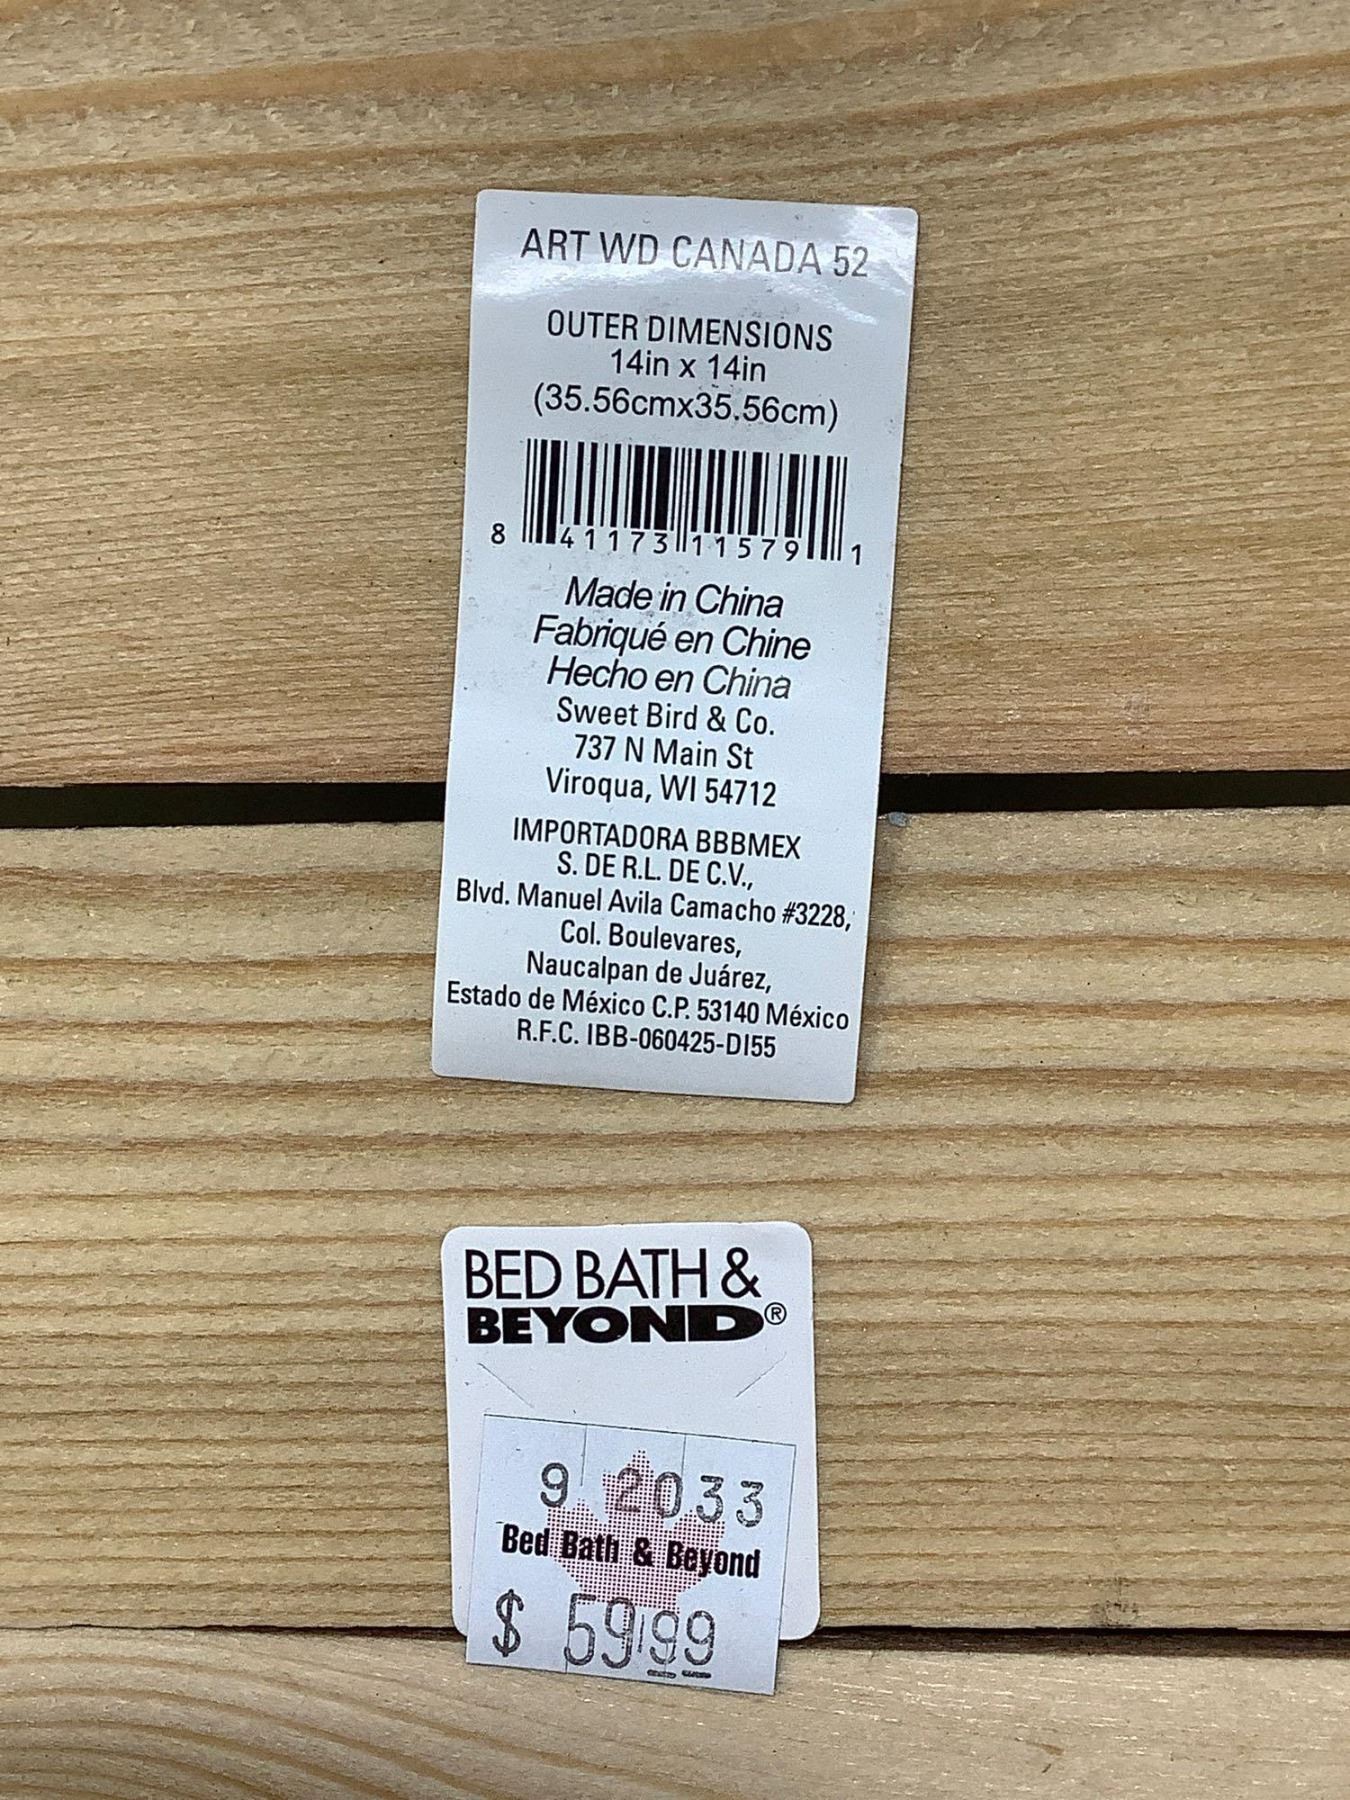 ART WD CANADA 52
OUTER DIMENSIONS
14in x 14in
(35.56cmx35.56cm)
8 41173 11579 1
Made in China
Fabriqué en Chine
Hecho en China
Sweet Bird & Co.
737 N Main St
Viroqua, WI 54712
IMPORTADORA BBBMEX
S. DE R.L. DE C.V.,
Blvd. Manuel Avila Camacho #3228,
Col. Boulevares,
Naucalpan de Juárez,
Estado de México C.P. 53140 México
R.F.C. IBB-060425-DI55
BED BATH &
BEYOND®
9 2033
Bed Bath & Beyond
$ 59.99